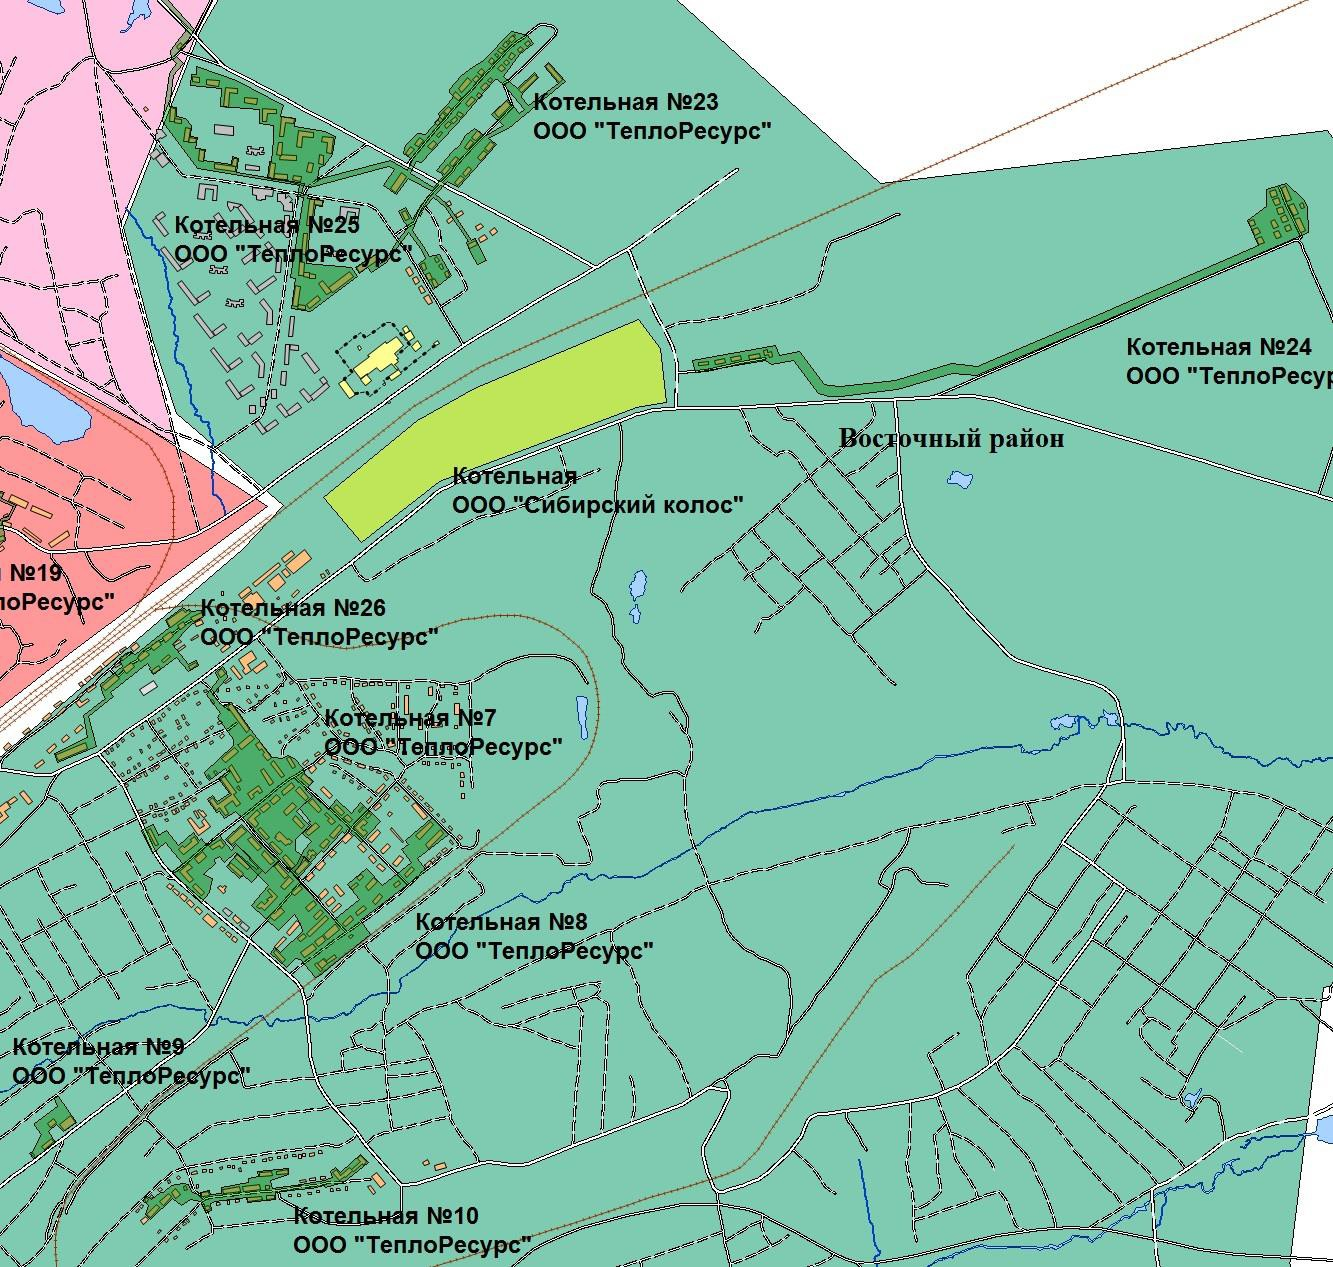 Котельная №23
ООО "ТеплоРесурс"
Котельная №25
ООО "ТеплоРесурс"
Котельная №24
ООО "ТеплоРесур
Восточный район
Котельная
ООО "Сибирский колос"
№19
лоРесурс"
Котельная №26
ООО "ТеплоРесурс"
Котельная №7
ООО "ТеплоРесурс"
Котельная №8
ООО "ТеплоРесурс"
Котельная №9
ООО "ТеплоРесурс"
Котельная №10
ООО "ТеплоРесурс"